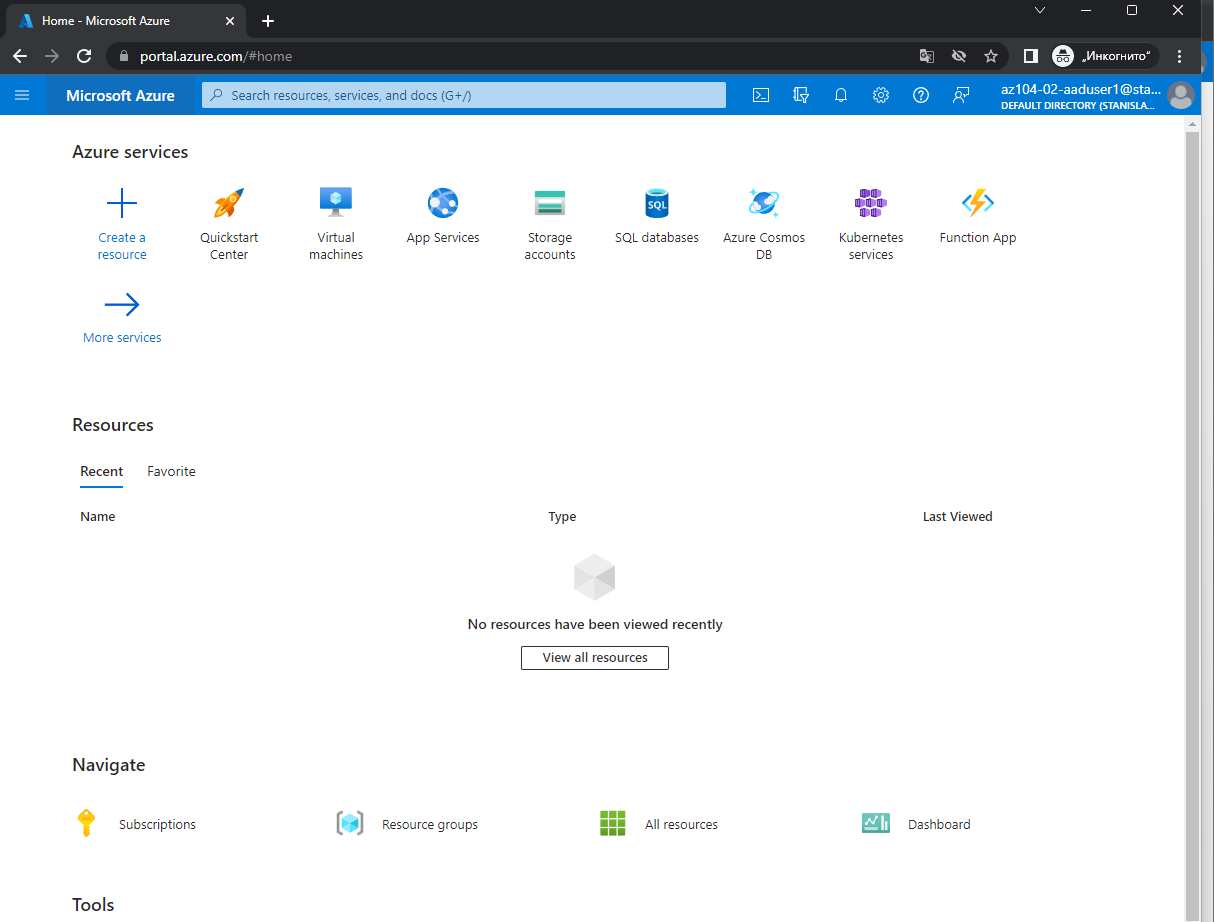 Home - Microsoft Azure
portal.azure.com/#home
„Инкогнито“
Microsoft Azure
Search resources, services, and docs (G+/)
az104-02-aaduser1@sta...
DEFAULT DIRECTORY (STANISLA...
Azure services
Create a
resource
Quickstart
Center
Virtual
machines
App Services
Storage
accounts
SQL
SQL databases
Azure Cosmos
DB
Kubernetes
services
Function App
More services
Resources
Recent
Favorite
Name
Type
Last Viewed
No resources have been viewed recently
View all resources
Navigate
Subscriptions
Resource groups
All resources
Dashboard
Tools